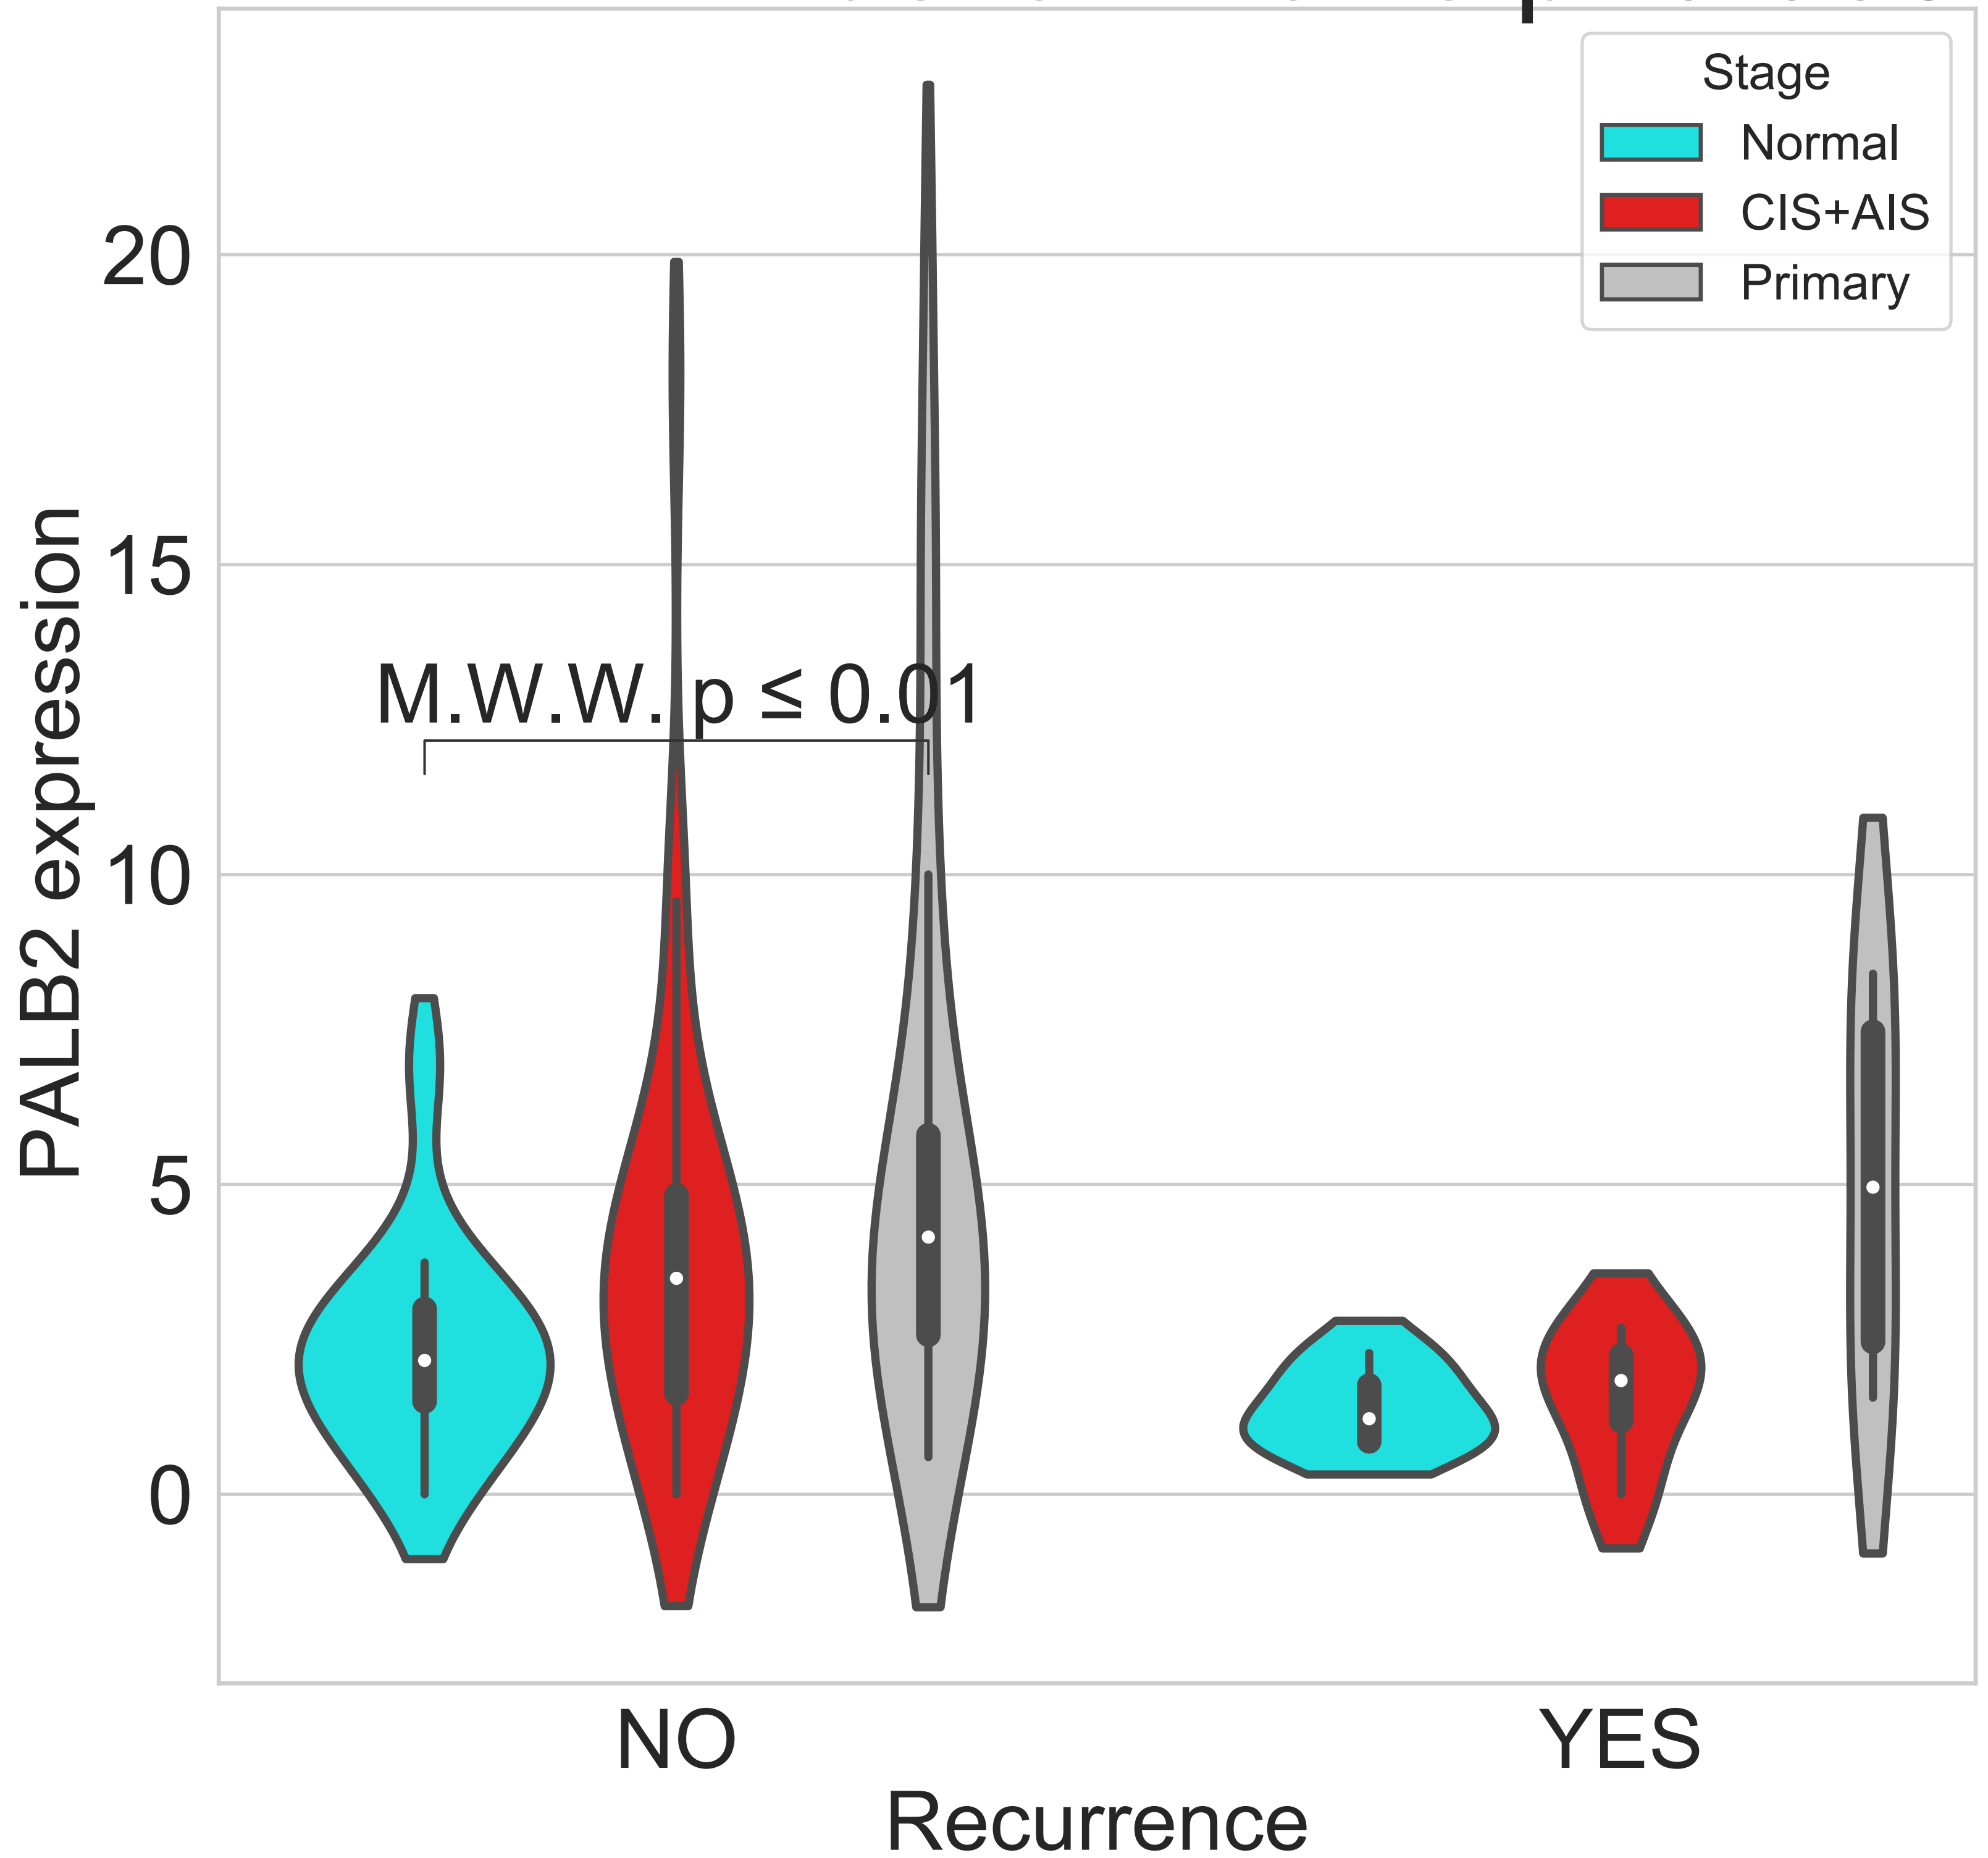 Stage
Normal
CIS+AIS
Primary
20
15
10
5
0
PALB2 expression
M.W.W. p ≤ 0.01
NO
YES
Recurrence